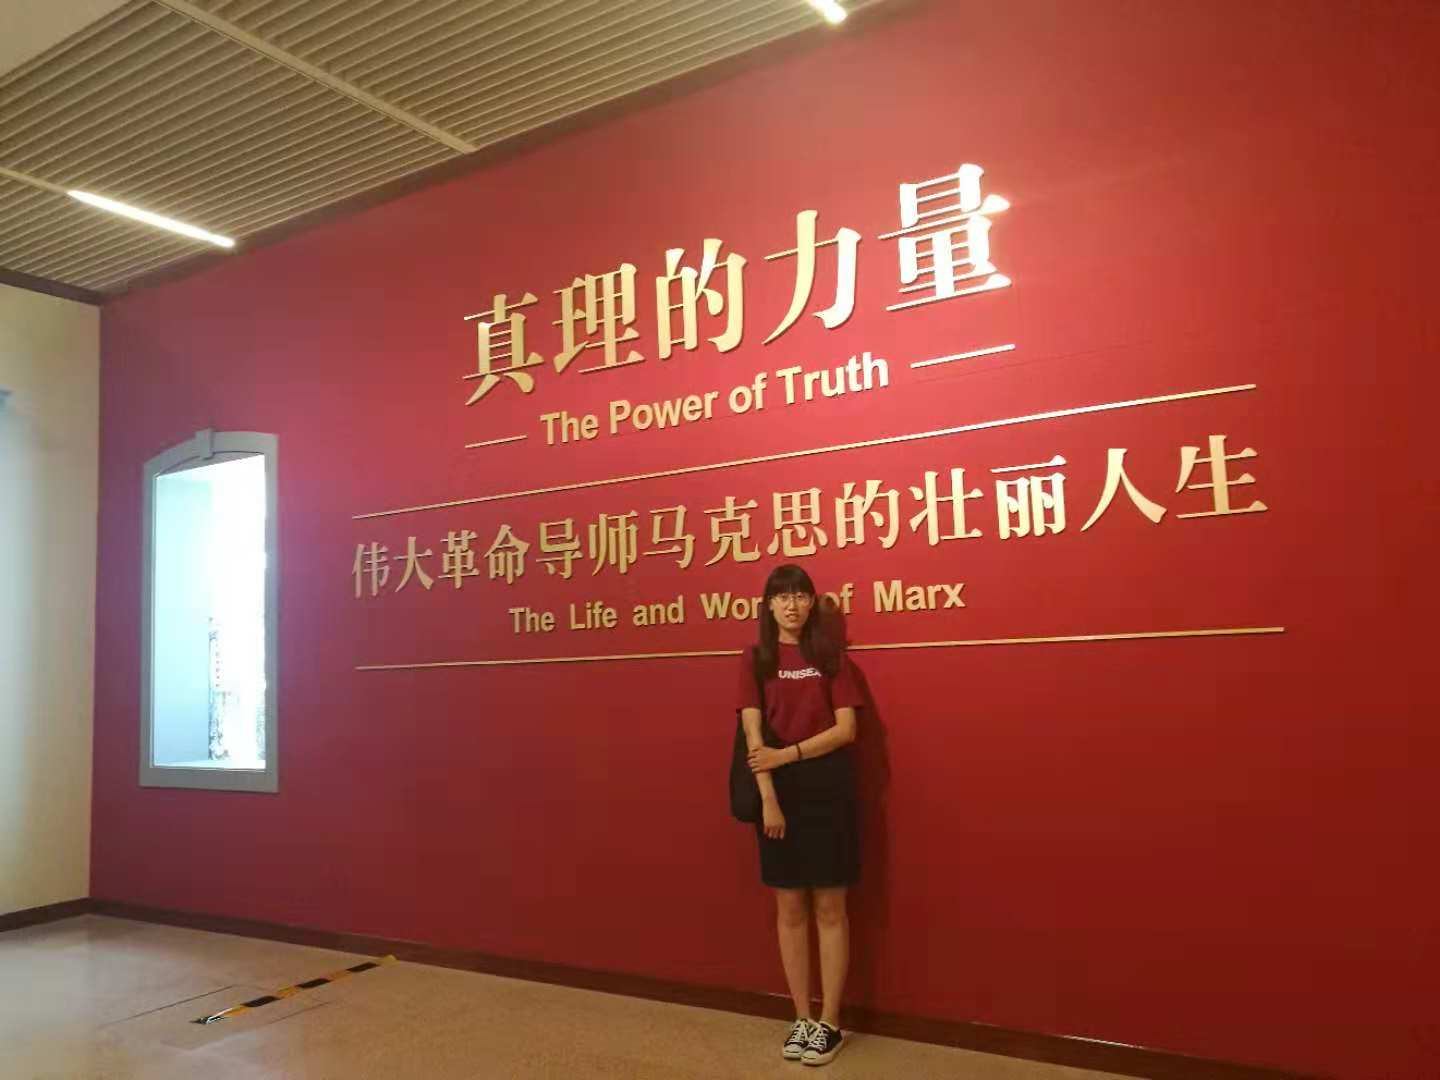 真理的力量
The Power of Truth
伟大革命导师马克思的壮丽人生
The Life and Wor of Marx
UNISEX